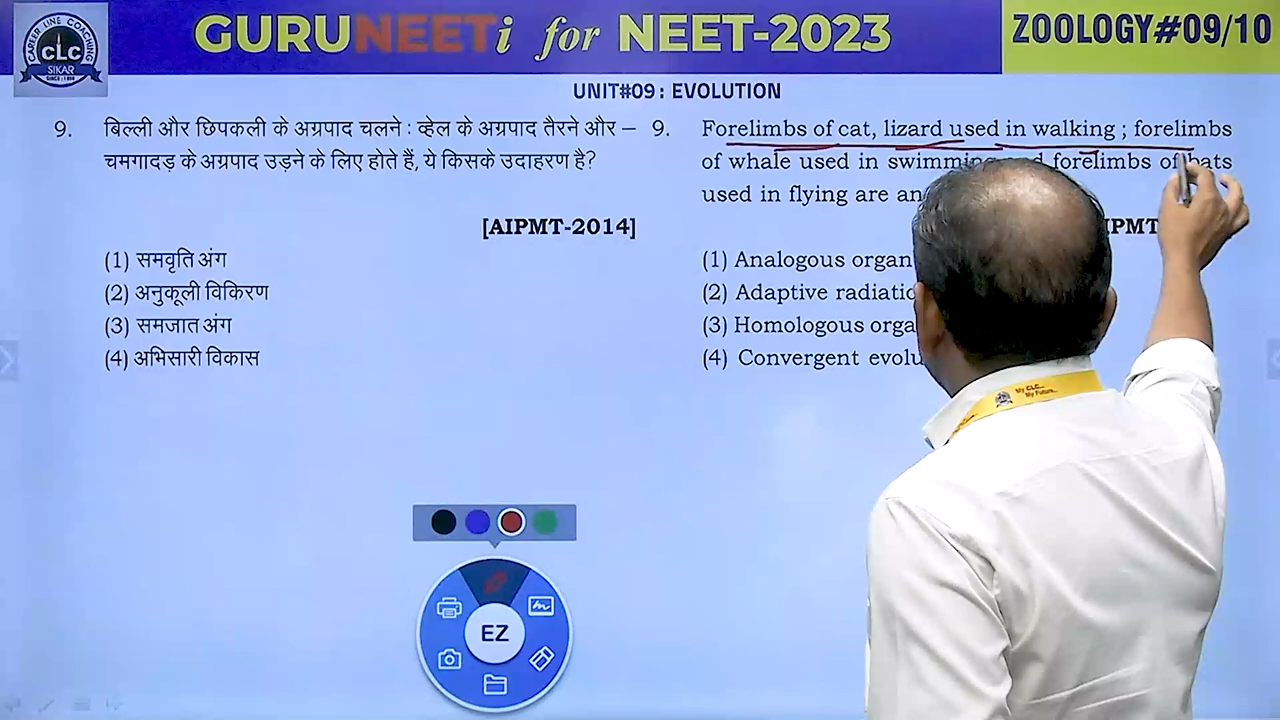 GURUNEETi for NEET-2023
ZOOLOGY#09/10
CAREER LINE COACHING
CLC
SIKAR
SINCE : 1996
UNIT#09 : EVOLUTION
9. बिल्ली और छिपकली के अग्रपाद चलने : व्हेल के अग्रपाद तैरने और –
चमगादड़ के अग्रपाद उड़ने के लिए होते हैं, ये किसके उदाहरण है?
[AIPMT-2014]
(1) समवृति अंग
(2) अनुकूली विकिरण
(3) समजात अंग
(4) अभिसारी विकास
9. Forelimbs of cat, lizard used in walking ; forelimbs
of whale used in swimming and forelimbs of bats
used in flying are an
(1) Analogous organ
(2) Adaptive radiatio
(3) Homologous orga
(4) Convergent evolu
My CLC...
My Future...
EZ